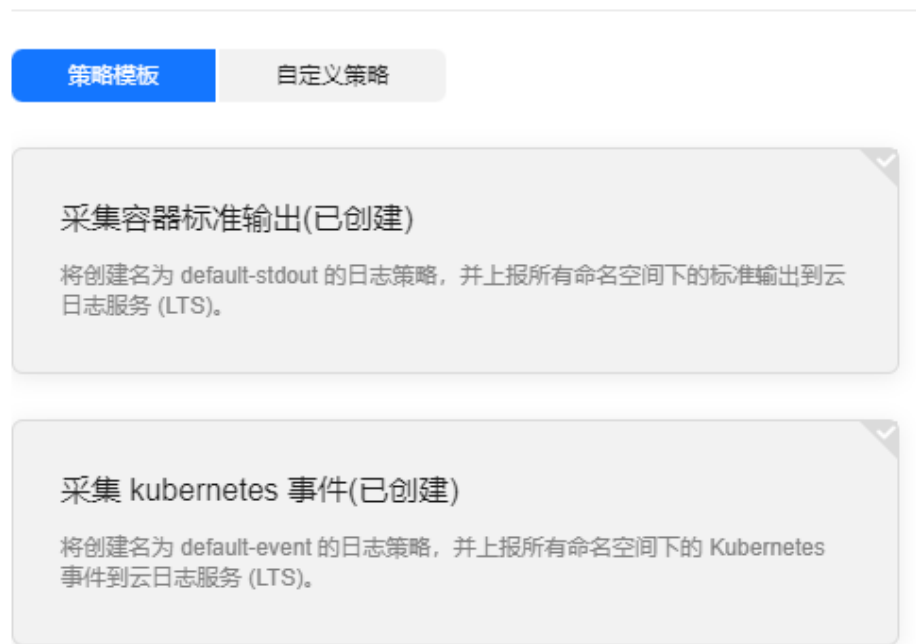 策略模板
自定义策略
采集容器标准输出(已创建)
将创建名为 default-stdout 的日志策略，并上报所有命名空间下的标准输出到云
日志服务 (LTS)。
采集 kubernetes 事件(已创建)
将创建名为 default-event 的日志策略，并上报所有命名空间下的 Kubernetes
事件到云日志服务 (LTS)。